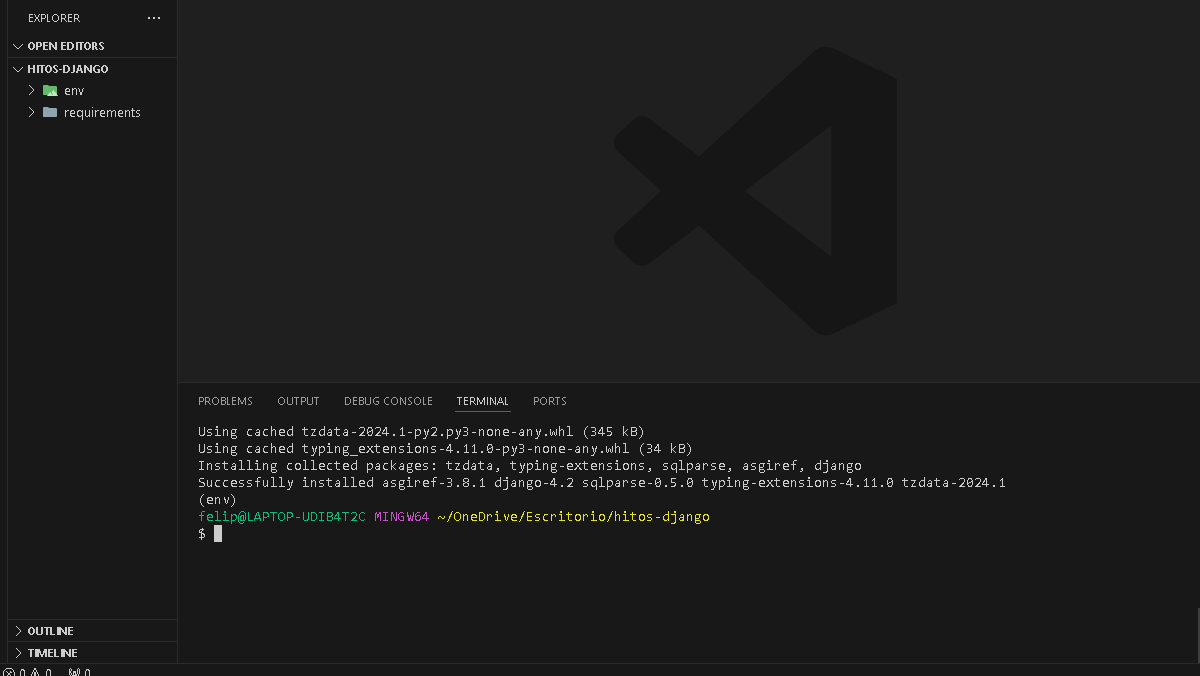 EXPLORER
OPEN EDITORS
HITOS-DJANGO
env
requirements
PROBLEMS OUTPUT DEBUG CONSOLE TERMINAL PORTS
Using cached tzdata-2024.1-py2.py3-none-any.whl (345 kB)
Using cached typing_extensions-4.11.0-py3-none-any.whl (34 kB)
Installing collected packages: tzdata, typing-extensions, sqlparse, asgiref, django
Successfully installed asgiref-3.8.1 django-4.2 sqlparse-0.5.0 typing-extensions-4.11.0 tzdata-2024.1
(env)
felip@LAPTOP-UDIB4T2C MINGW64 ~/OneDrive/Escritorio/hitos-django
$
OUTLINE
TIMELINE
0 0 0